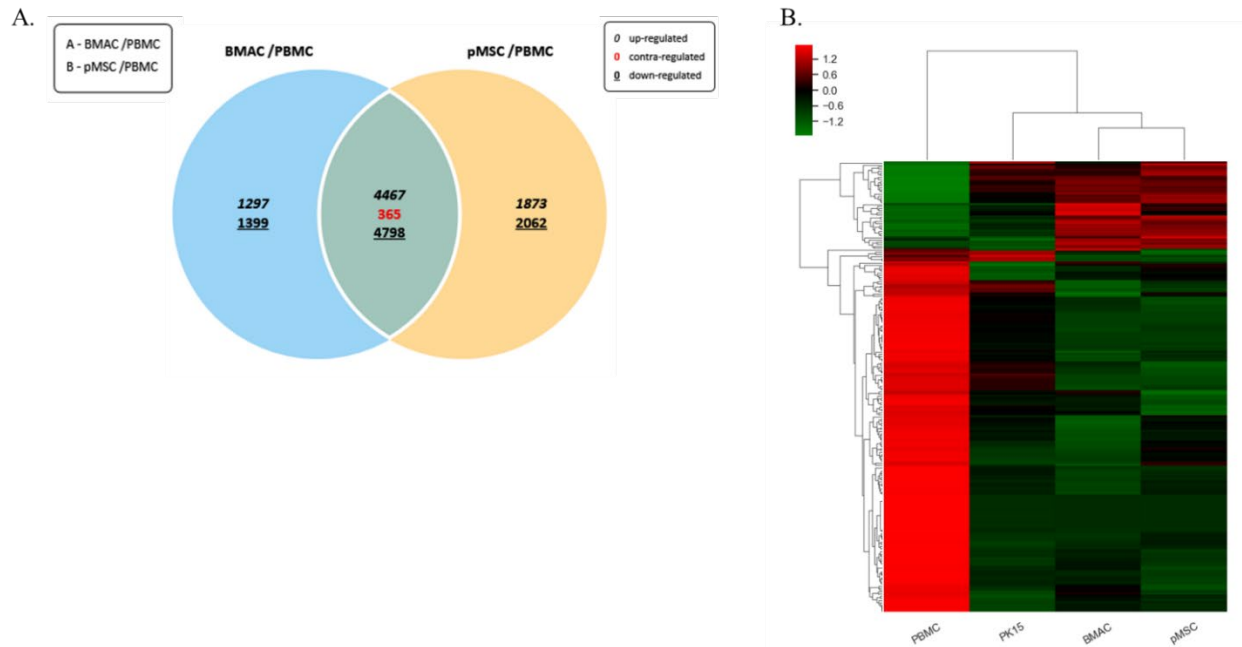 A.
A - BMAC /PBMC
B - pMSC /PBMC
BMAC /PBMC
pMSC /PBMC
0 up-regulated
0 contra-regulated
0 down-regulated
1297
1399
4467
365
4798
1873
2062
B.
1.2
0.6
0.0
−0.6
−1.2
PBMC
PK15
BMAC
pMSC